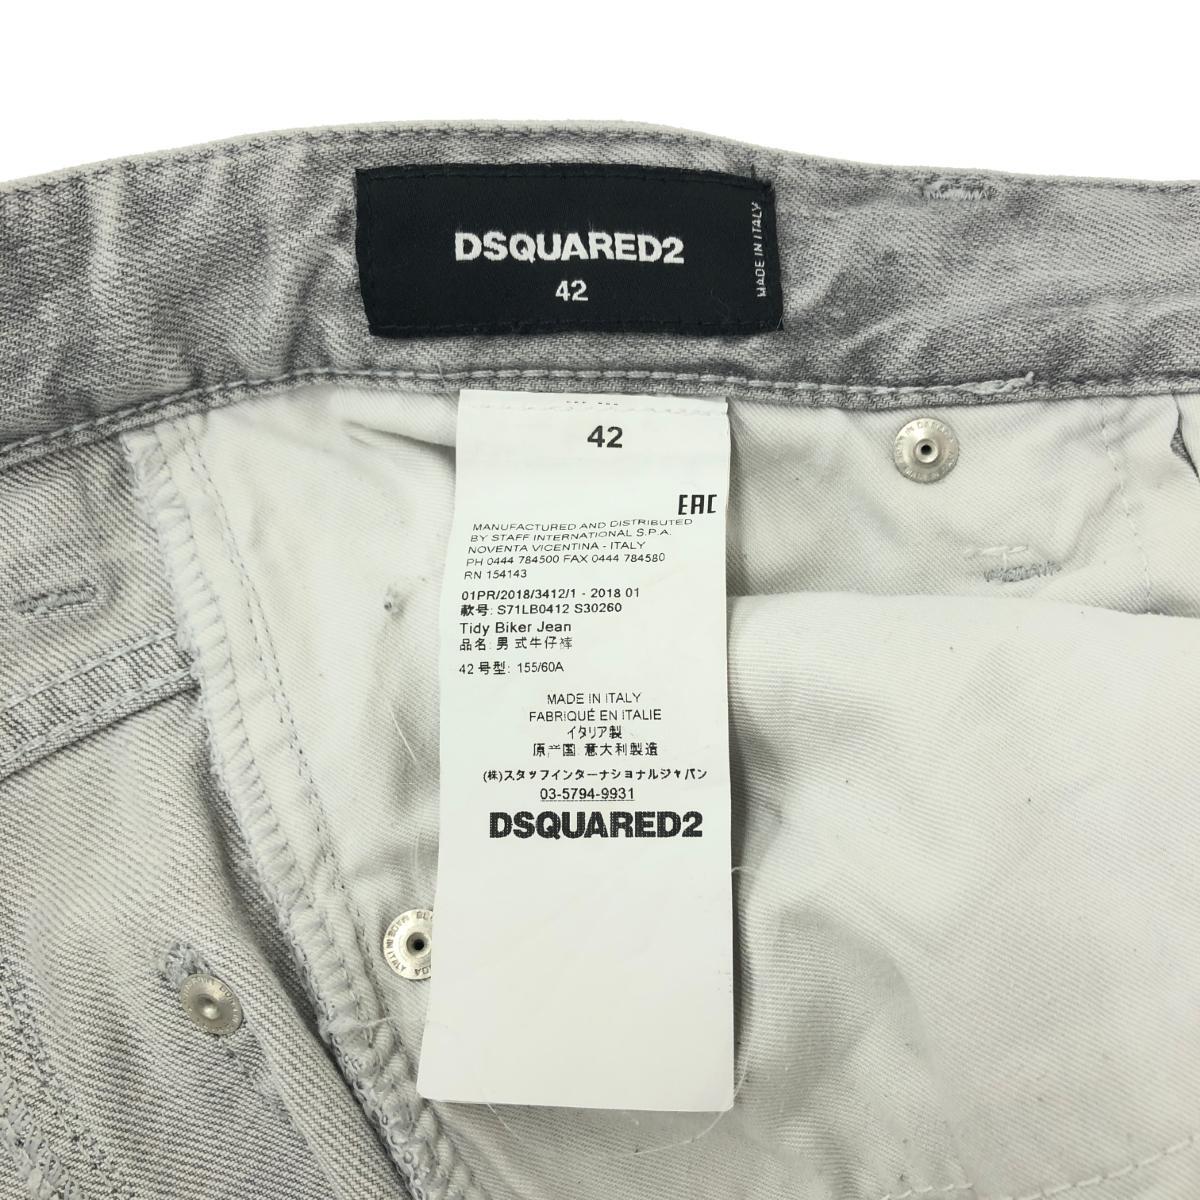 DSQUARED2
42
MADE IN ITALY
42
EAC
MANUFACTURED AND DISTRIBUTED
BY STAFF INTERNATIONAL S.P.A.
NOVENTA VICENTINA - ITALY
PH 0444 784500 FAX 0444 784580
RN 154143
01PR/2018/3412/1 - 2018 01
款号: S71LB0412 S30260
Tidy Biker Jean
品名: 男式牛仔裤
42 号型: 155/60A
MADE IN ITALY
FABRIQUÉ EN ITALIE
イタリア製
原产国 意大利製造
(株)スタッフインターナショナルジャパン
03-5794-9931
DSQUARED2